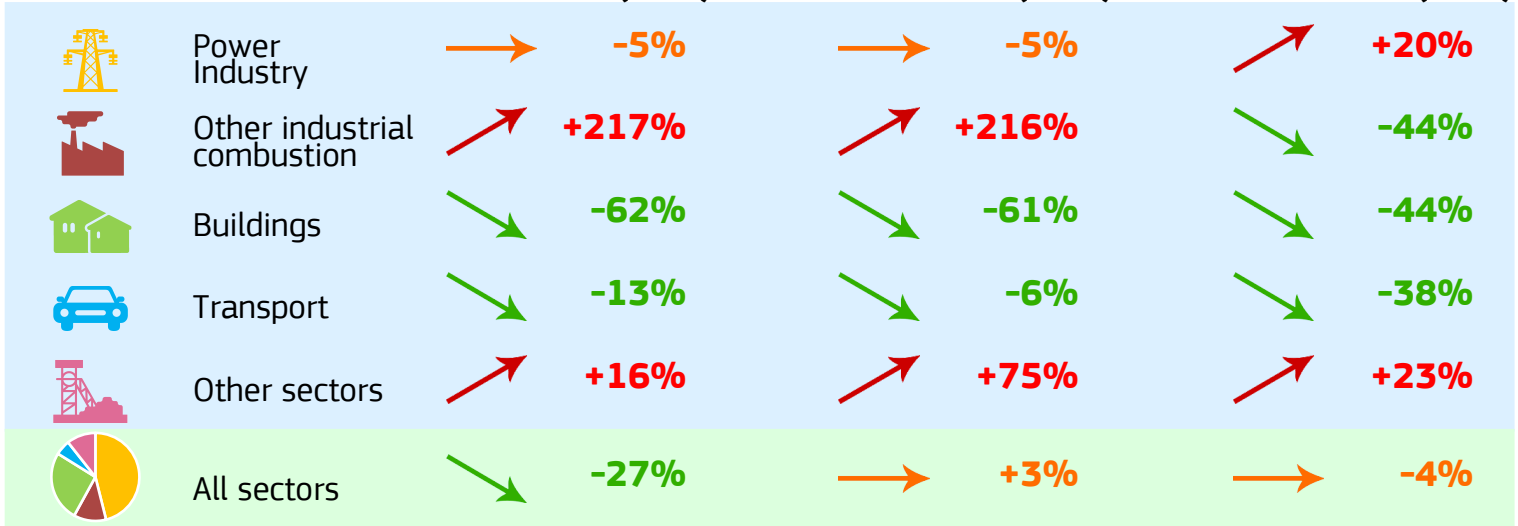 Power
Industry
-5%
-5%
+20%
Other industrial
combustion
+217%
+216%
-44%
Buildings
-62%
-61%
-44%
Transport
-13%
-6%
-38%
Other sectors
+16%
+75%
+23%
All sectors
-27%
+3%
-4%